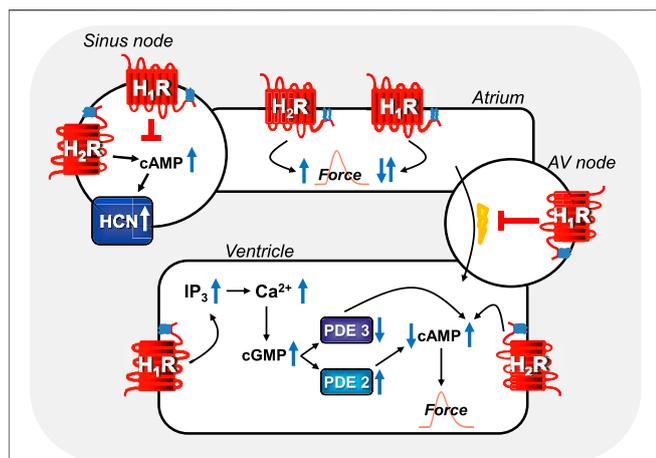 Sinus node
H1R
H2R
cAMP
HCN
H2R
H1R
Atrium
Force
AV node
H1R
Ventricle
IP3
Ca2+
cGMP
PDE 3
PDE 2
cAMP
H1R
H2R
Force